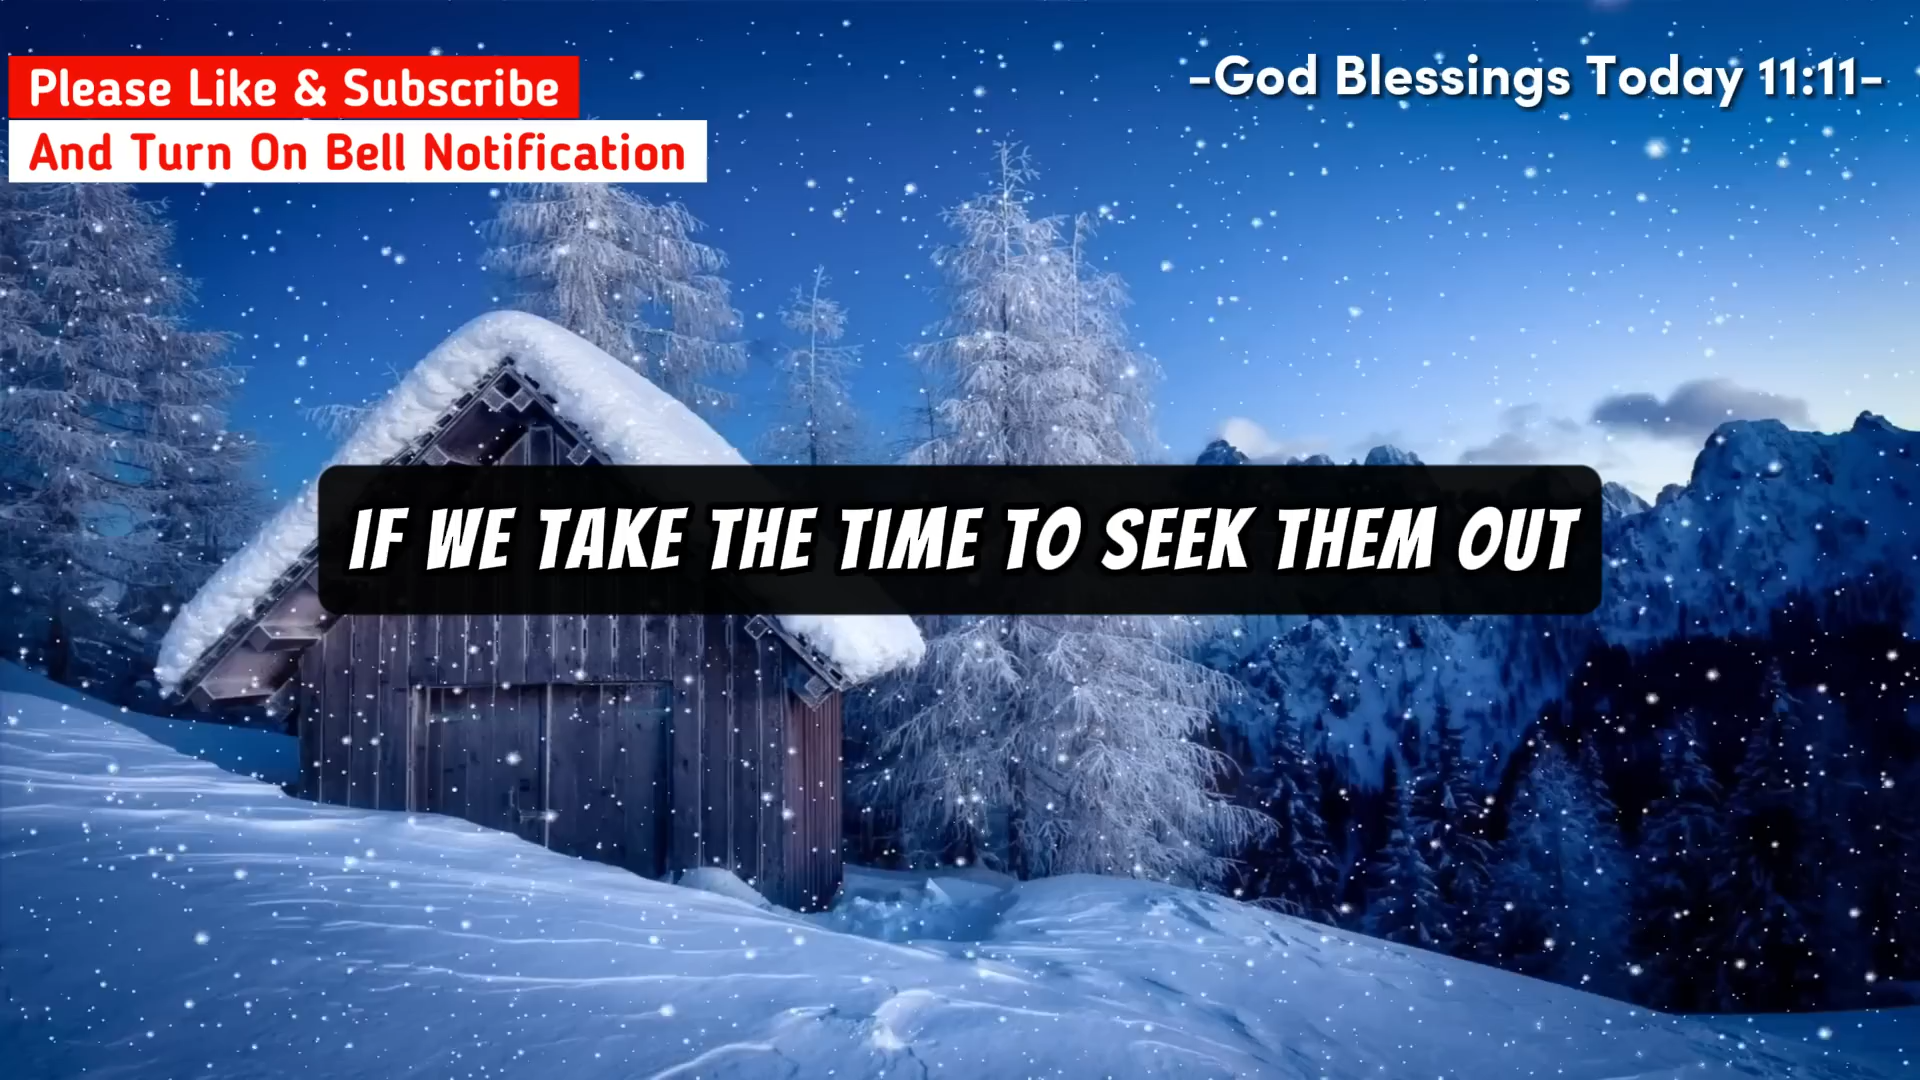 Please Like & Subscribe
And Turn On Bell Notification
-God Blessings Today 11:11-
IF WE TAKE THE TIME TO SEEK THEM OUT